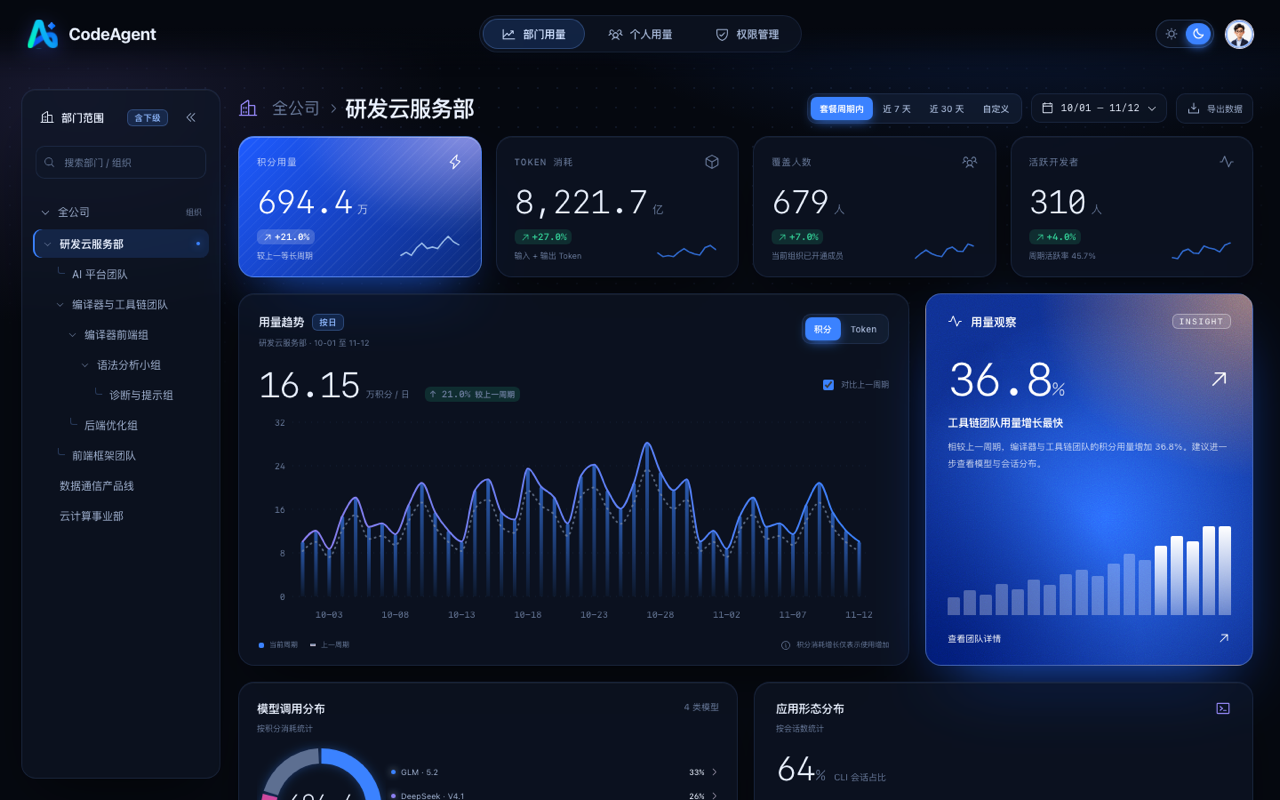 CodeAgent
部门用量
个人用量
权限管理
部门范围
含下级
搜索部门 / 组织
全公司
组织
研发云服务部
AI 平台团队
编译器与工具链团队
编译器前端组
语法分析小组
诊断与提示组
后端优化组
前端框架团队
数据通信产品线
云计算事业部
全公司 › 研发云服务部
套餐周期内
近 7 天
近 30 天
自定义
10/01 — 11/12
导出数据
积分用量
694.4 万
+21.0%
较上一等长周期
TOKEN 消耗
8,221.7 亿
+27.0%
输入 + 输出 Token
覆盖人数
679 人
+7.0%
当前组织已开通成员
活跃开发者
310 人
+4.0%
周期活跃率 45.7%
用量趋势
按日
研发云服务部 · 10-01 至 11-12
积分
Token
16.15 万积分 / 日
↑ 21.0% 较上一周期
对比上一周期
32
24
16
8
0
10-03
10-08
10-13
10-18
10-23
10-28
11-02
11-07
11-12
当前周期
上一周期
积分消耗增长仅表示使用增加
用量观察
INSIGHT
36.8%
工具链团队用量增长最快
相较上一周期，编译器与工具链团队的积分用量增加 36.8%。建议进一
步查看模型与会话分布。
查看团队详情
模型调用分布
4 类模型
按积分消耗统计
GLM · 5.2
33%
DeepSeek · V4.1
26%
应用形态分布
按会话数统计
64% CLI 会话占比